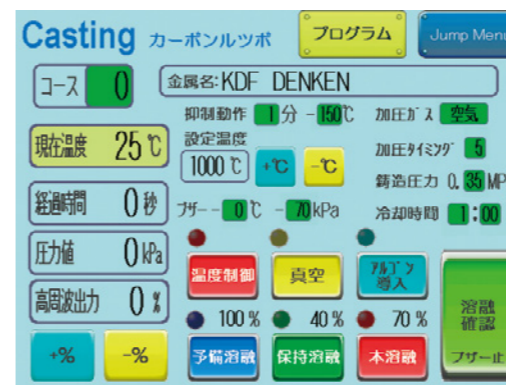 Casting カーボンルツボ プログラム Jump Menu
コース 0 金属名:KDF DENKEN
抑制動作 1分 -150℃ 加圧ガス 空気
現在温度 25℃ 設定温度 1000℃ +℃ -℃ 加圧タイミング 5
鋳造圧力 0.35MP
経過時間 0秒 ブザー- 0℃ -70kPa 冷却時間 1:00
圧力値 0kPa
温度制御 真空 アルゴン導入
高周波出力 0%
100% 40% 70%
+% -% 予備溶融 保持溶融 本溶融
溶融確認
ブザー止